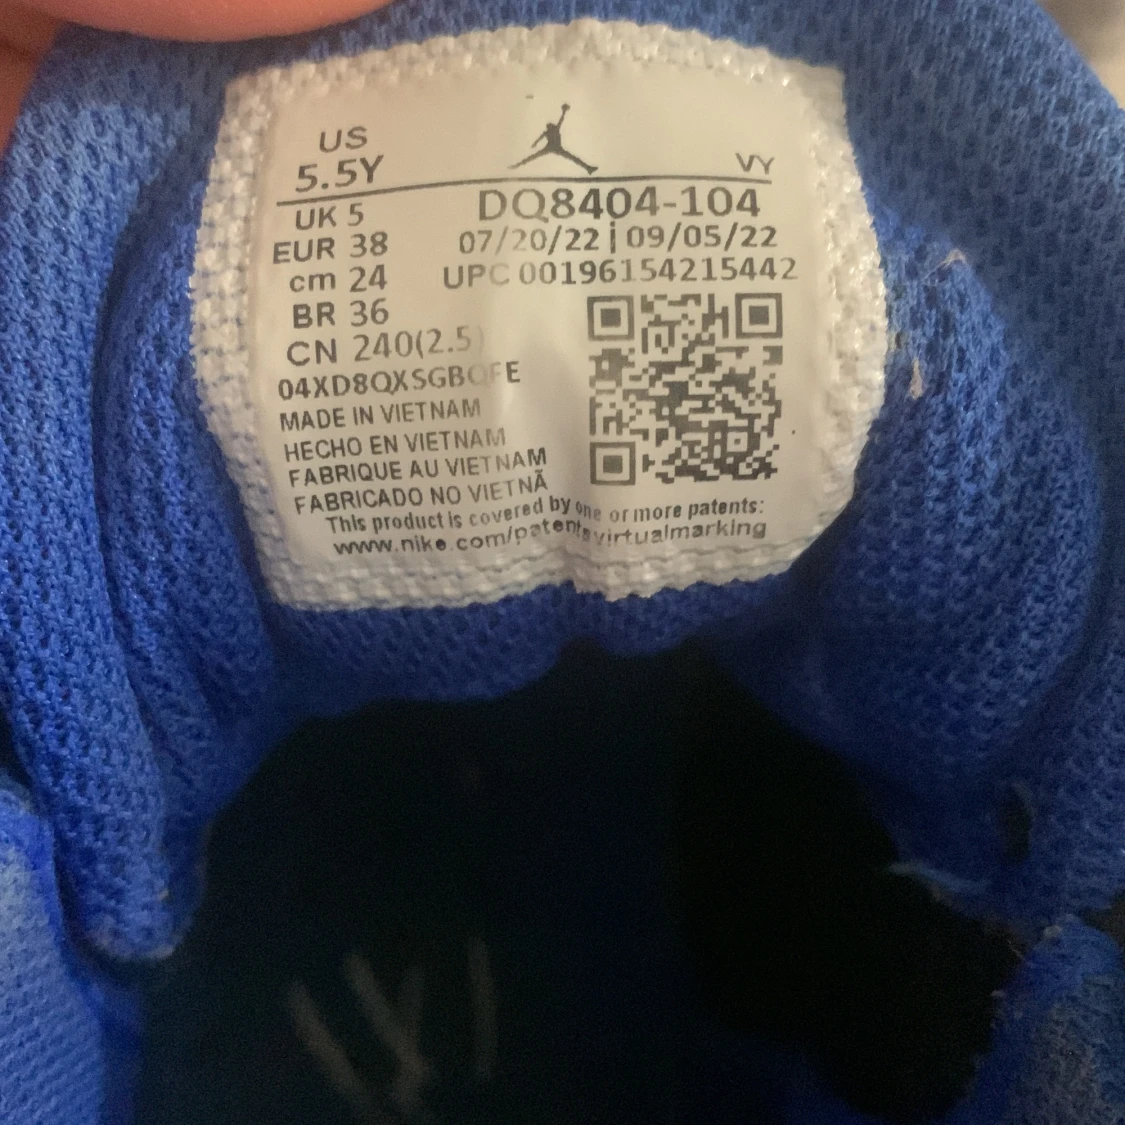 US
5.5Y
VY
UK 5
EUR 38
cm 24
BR 36
CN 240(2.5
DQ8404-104
07/20/22 | 09/05/22
UPC 00196154215442
MADE IN VIETNAM
HECHO EN VIETNAM
FABRIQUE AU VIETNAM
FABRICADO NO VIETNÃ
This product is covered by one or more patents:
www.nike.com/patentsvirtualmarking